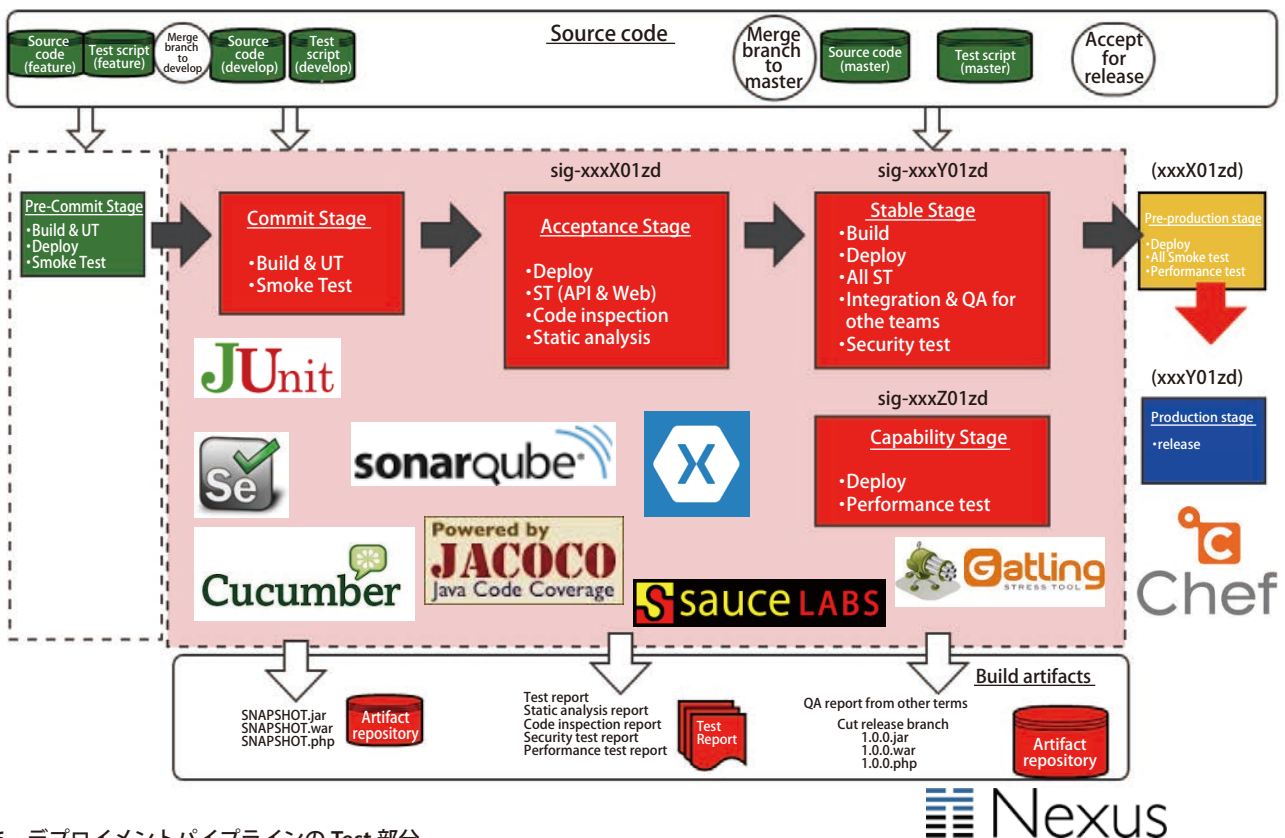 Source code
Source
code
(feature)
Test script
(feature)
Merge
branch
to
develop
Source
code
(develop)
Test
script
(develop)
Merge
branch
to
master
Source code
(master)
Test script
(master)
Accept
for
release
Pre-Commit Stage
・Build & UT
・Deploy
・Smoke Test
Commit Stage
・Build & UT
・Smoke Test
sig-xxxX01zd
Acceptance Stage
・Deploy
・ST (API & Web)
・Code inspection
・Static analysis
sig-xxxY01zd
Stable Stage
・Build
・Deploy
・All ST
・Integration & QA for
othe teams
・Security test
(xxxX01zd)
Pre-production stage
・Deploy
・All Smoke test
・Performance test
sig-xxxZ01zd
Capability Stage
・Deploy
・Performance test
(xxxY01zd)
Production stage
・release
JUnit
Se
sonarqube
X
Cucumber
Powered by
JACOCO
Java Code Coverage
S sauce LABS
Gatling
STRESS TOOL
Chef
Build artifacts
SNAPSHOT.jar
SNAPSHOT.war
SNAPSHOT.php
Artifact
repository
Test report
Static analysis report
Code inspection report
Security test report
Performance test report
Test
Report
QA report from other terms
Cut release branch
1.0.0.jar
1.0.0.war
1.0.0.php
Artifact
repository
Nexus
デプロイメントパイプラインの Test 部分